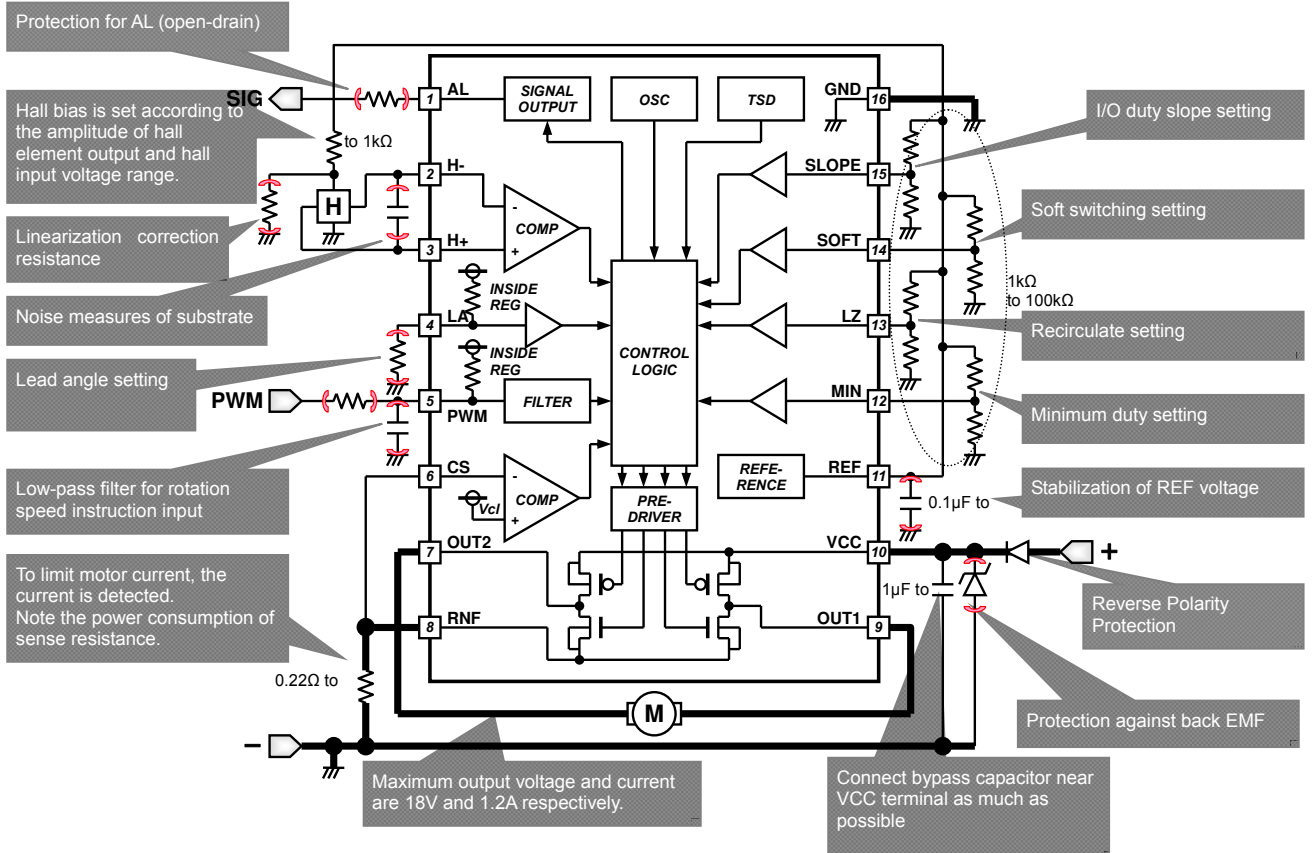 Protection for AL (open-drain)
SIG
Hall bias is set according to
the amplitude of hall
element output and hall
input voltage range.
to 1kΩ
H
Linearization correction
resistance
Noise measures of substrate
Lead angle setting
PWM
Low-pass filter for rotation
speed instruction input
To limit motor current, the
current is detected.
Note the power consumption of
sense resistance.
0.22Ω to
–
1 AL
2 H-
3 H+
4 LA
5 PWM
6 CS
7 OUT2
8 RNF
SIGNAL
OUTPUT
OSC
TSD
-
COMP
+
INSIDE
REG
INSIDE
REG
FILTER
CONTROL
LOGIC
-
COMP
Vcl
+
PRE-
DRIVER
REFE-
RENCE
M
GND 16
SLOPE 15
SOFT 14
LZ 13
MIN 12
REF 11
VCC 10
OUT1 9
I/O duty slope setting
Soft switching setting
1kΩ
to 100kΩ
Recirculate setting
Minimum duty setting
0.1µF to
Stabilization of REF voltage
+
1µF to
Reverse Polarity
Protection
Protection against back EMF
Maximum output voltage and current
are 18V and 1.2A respectively.
Connect bypass capacitor near
VCC terminal as much as
possible